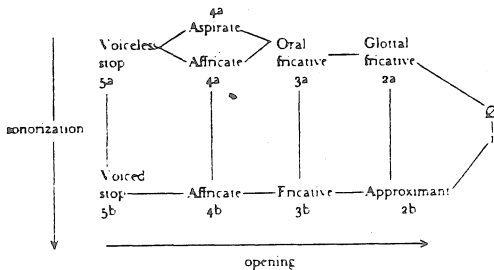 4a
Aspirate
Voiceless Oral Glottal
stop Affricate fricative fricative
5a 4a 3a 2a
Ø
1
sonorization
Voiced
stop Affricate Fricative Approximant
5b 4b 3b 2b
opening